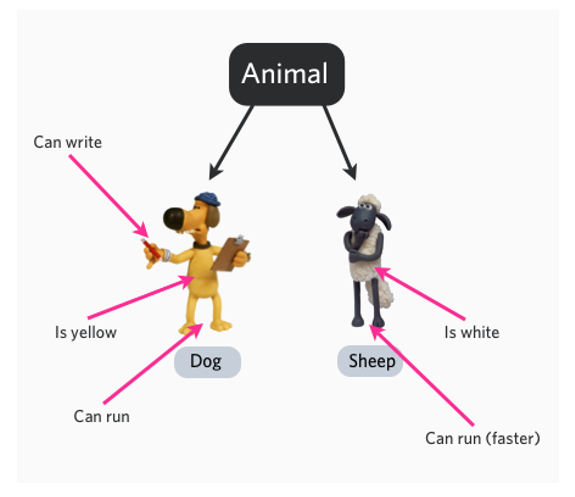 Animal
Can write
Is yellow
Is white
Dog
Sheep
Can run
Can run (faster)